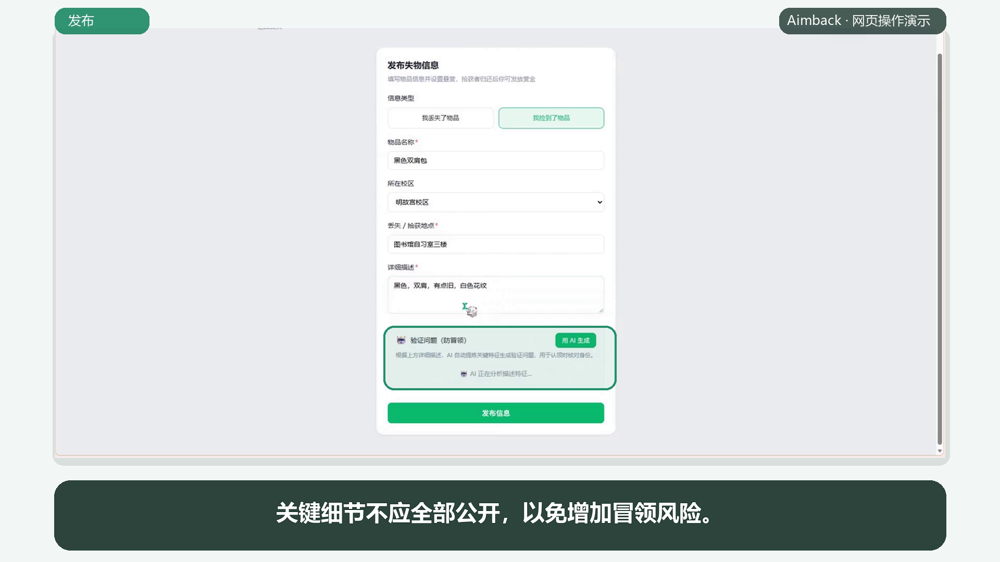 发布
Aimback · 网页操作演示
发布失物信息
填写物品信息并设置悬赏，拾获者归还后你可发放赏金
信息类型
我丢失了物品
我捡到了物品
物品名称*
黑色双肩包
所在校区
明故宫校区
丢失 / 拾获地点*
图书馆自习室三楼
详细描述*
黑色，双肩，有点旧，白色花纹
验证问题（防冒领）
用 AI 生成
根据上方详细描述，AI 自动提炼关键特征生成验证问题，用于认领时核对身份。
AI 正在分析描述特征...
发布信息
关键细节不应全部公开，以免增加冒领风险。